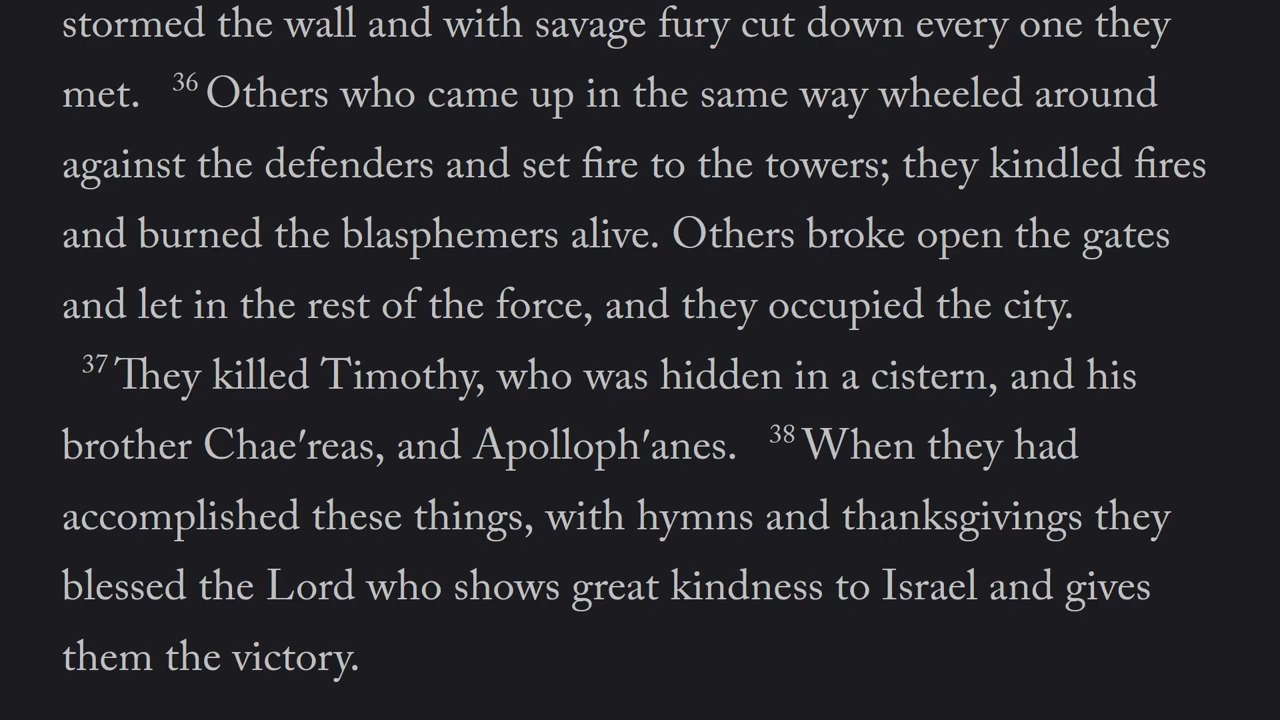 stormed the wall and with savage fury cut down every one they
met. 36 Others who came up in the same way wheeled around
against the defenders and set fire to the towers; they kindled fires
and burned the blasphemers alive. Others broke open the gates
and let in the rest of the force, and they occupied the city.
37 They killed Timothy, who was hidden in a cistern, and his
brother Chae′reas, and Apolloph′anes. 38 When they had
accomplished these things, with hymns and thanksgivings they
blessed the Lord who shows great kindness to Israel and gives
them the victory.